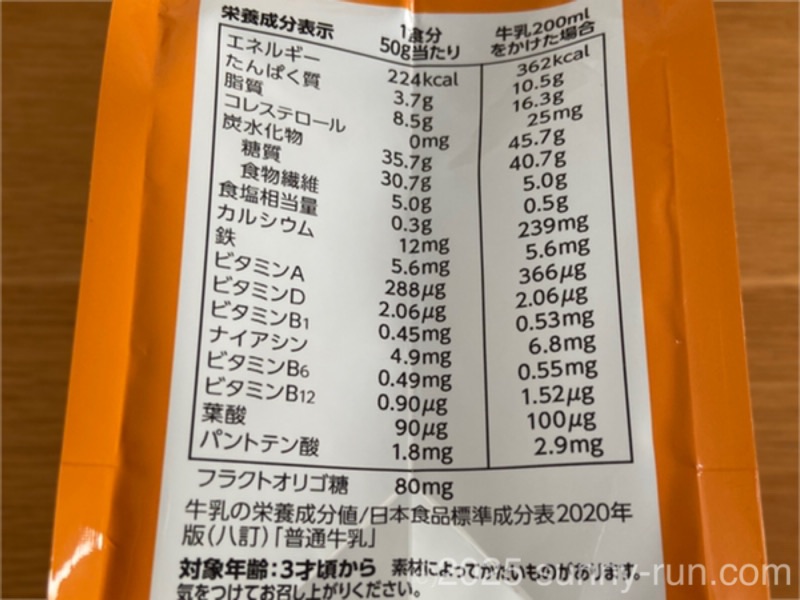 栄養成分表示 1食分 50g当たり 牛乳200ml をかけた場合
エネルギー 224kcal 362kcal
たんぱく質 3.7g 10.5g
脂質 8.5g 16.3g
コレステロール 0mg 25mg
炭水化物 35.7g 45.7g
糖質 30.7g 40.7g
食物繊維 5.0g 5.0g
食塩相当量 0.3g 0.5g
カルシウム 12mg 239mg
鉄 5.6mg 5.6mg
ビタミンA 288μg 366μg
ビタミンD 2.06μg 2.06μg
ビタミンB1 0.45mg 0.53mg
ナイアシン 4.9mg 6.8mg
ビタミンB6 0.49mg 0.55mg
ビタミンB12 0.90μg 1.52μg
葉酸 90μg 100μg
パントテン酸 1.8mg 2.9mg
フラクトオリゴ糖 80mg
牛乳の栄養成分値/日本食品標準成分表2020年
版(八訂)「普通牛乳」
対象年齢:3才頃から 素材によってかたいものがあります。
気をつけてお召し上がりください。
©2025 sunny-run.com